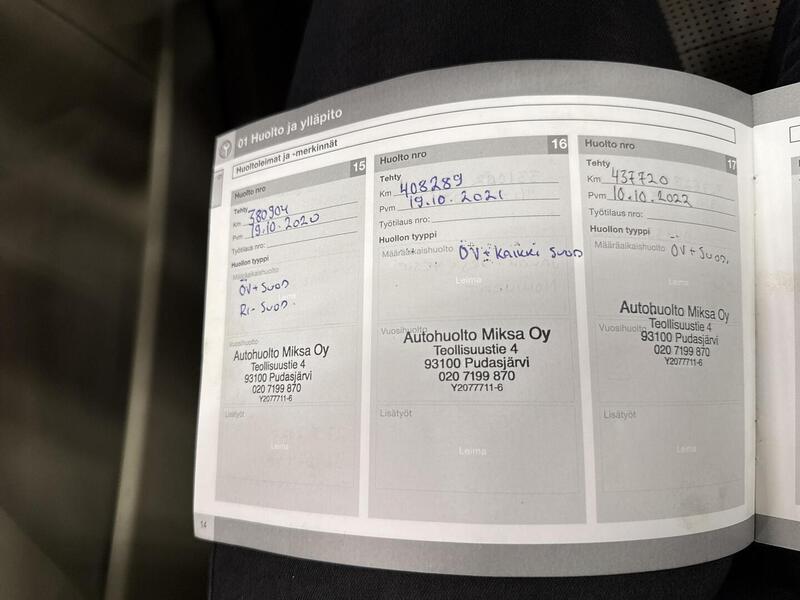 01 Huolto ja ylläpito
Huoltoleimat ja -merkinnät
Huolto nro 15
Tehty
Km 380904
Pvm 19.10.2020
Työtilaus nro:
Huollon tyyppi
Määräaikaishuolto
ÖV+SUOD
Ri-SUOD.
Vuosihuolto
Autohuolto Miksa Oy
Teollisuustie 4
93100 Pudasjärvi
020 7199 870
Y2077711-6
Lisätyöt
Leima
14
Huolto nro 16
Tehty
Km 408289
Pvm 19.10.2021
Työtilaus nro:
Huollon tyyppi
Määräaikaishuolto ÖV+KAIKKI SUOD
Leima
Vuosihuolto
Autohuolto Miksa Oy
Teollisuustie 4
93100 Pudasjärvi
020 7199 870
Y2077711-6
Lisätyöt
Leima
Huolto nro 17
Tehty
Km 437720
Pvm 10.10.2022
Työtilaus nro:
Huollon tyyppi
Määräaikaishuolto ÖV+SUOD.
Vuosihuolto
Autohuolto Miksa Oy
Teollisuustie 4
93100 Pudasjärvi
020 7199 870
Y2077711-6
Lisätyöt
Leima